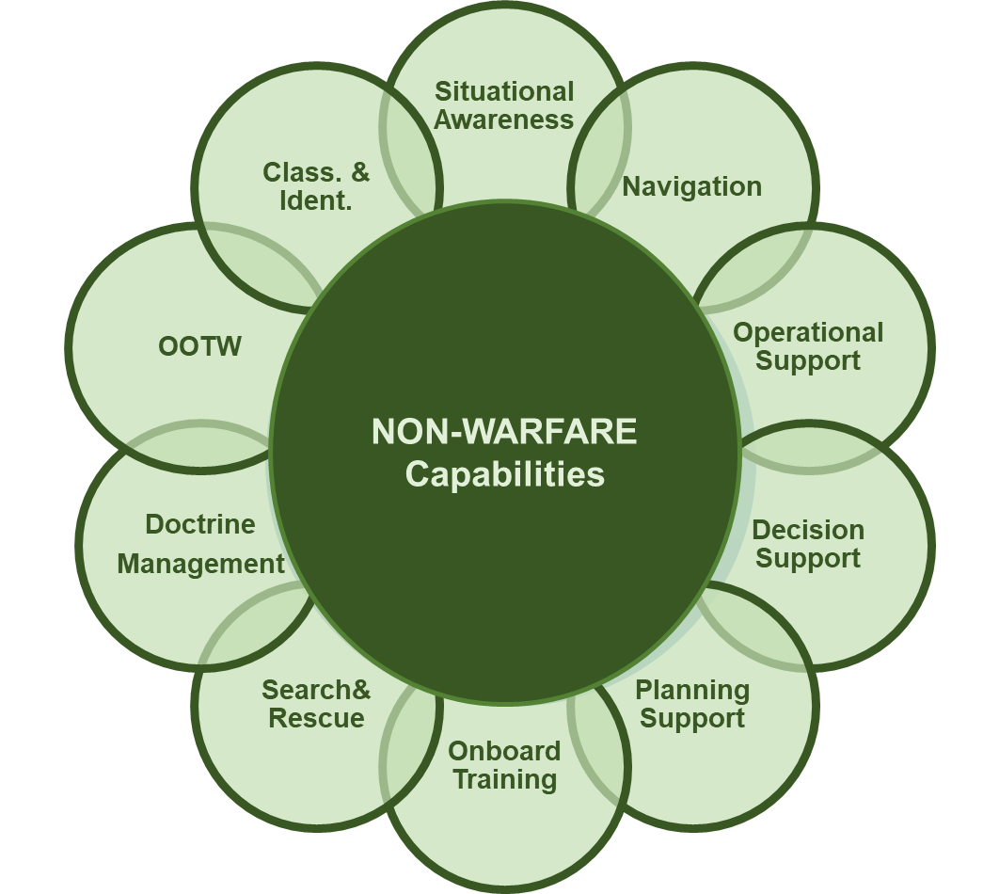 Situational
Awareness
Navigation
Operational
Support
Decision
Support
Planning
Support
Onboard
Training
Search&
Rescue
Doctrine
Management
OOTW
Class. &
Ident.
NON-WARFARE
Capabilities